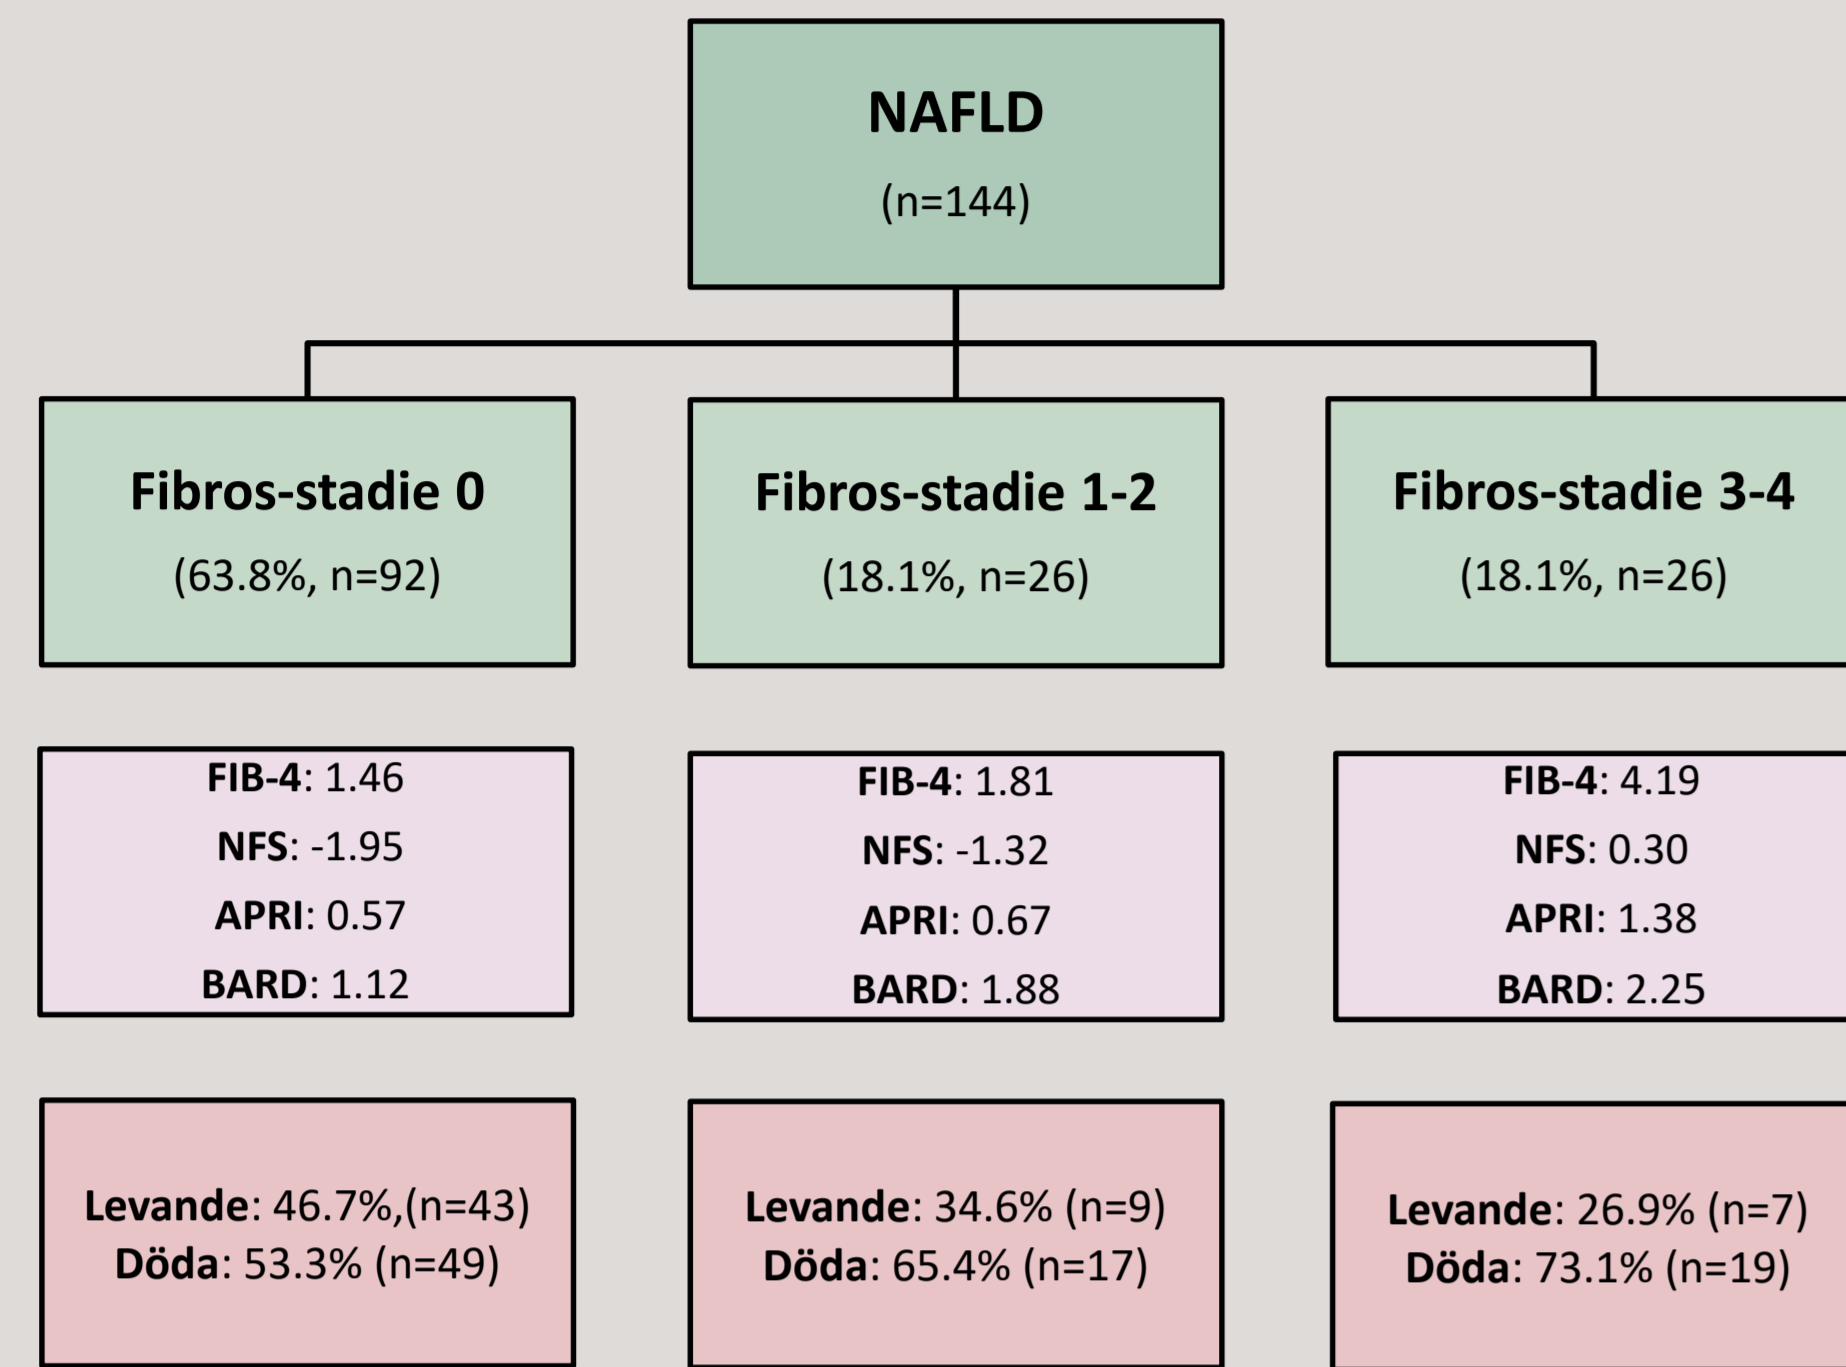 NAFLD
(n=144)
Fibros-stadie 0
(63.8%, n=92)
Fibros-stadie 1-2
(18.1%, n=26)
Fibros-stadie 3-4
(18.1%, n=26)
FIB-4: 1.46
NFS: -1.95
APRI: 0.57
BARD: 1.12
FIB-4: 1.81
NFS: -1.32
APRI: 0.67
BARD: 1.88
FIB-4: 4.19
NFS: 0.30
APRI: 1.38
BARD: 2.25
Levande: 46.7%,(n=43)
Döda: 53.3% (n=49)
Levande: 34.6% (n=9)
Döda: 65.4% (n=17)
Levande: 26.9% (n=7)
Döda: 73.1% (n=19)